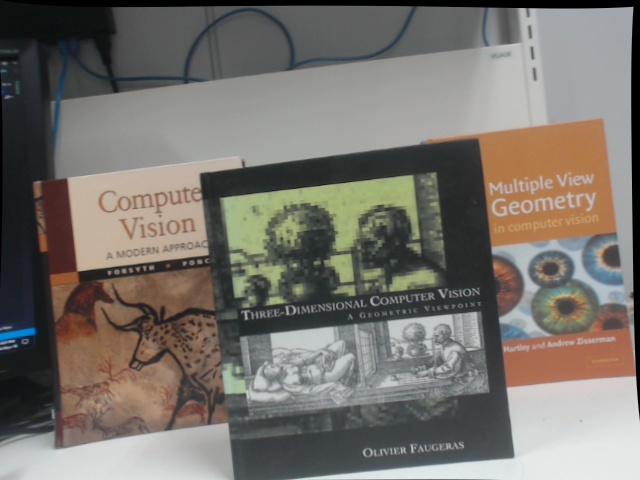 Compute
Vision
A MODERN APPROAC
FORSYTH • PONC
THREE-DIMENSIONAL COMPUTER VISION
A GEOMETRIC VIEWPOINT
OLIVIER FAUGERAS
Multiple View
Geometry
in computer vision
Hartley and Andrew Zisserman